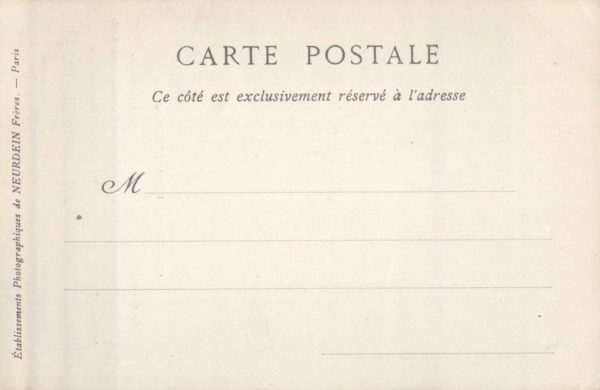 CARTE POSTALE
Ce côté est exclusivement réservé à l'adresse
M
Établissements Photographiques de NEURDEIN Frères. — Paris